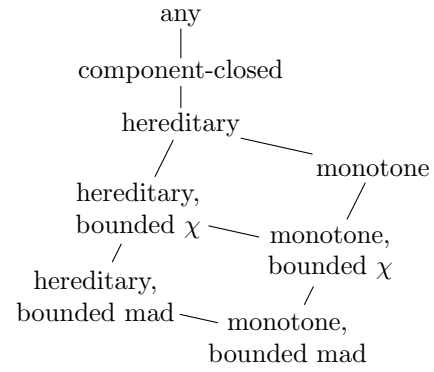 any
component-closed
hereditary
monotone
hereditary,
bounded χ
monotone,
bounded χ
hereditary,
bounded mad
monotone,
bounded mad